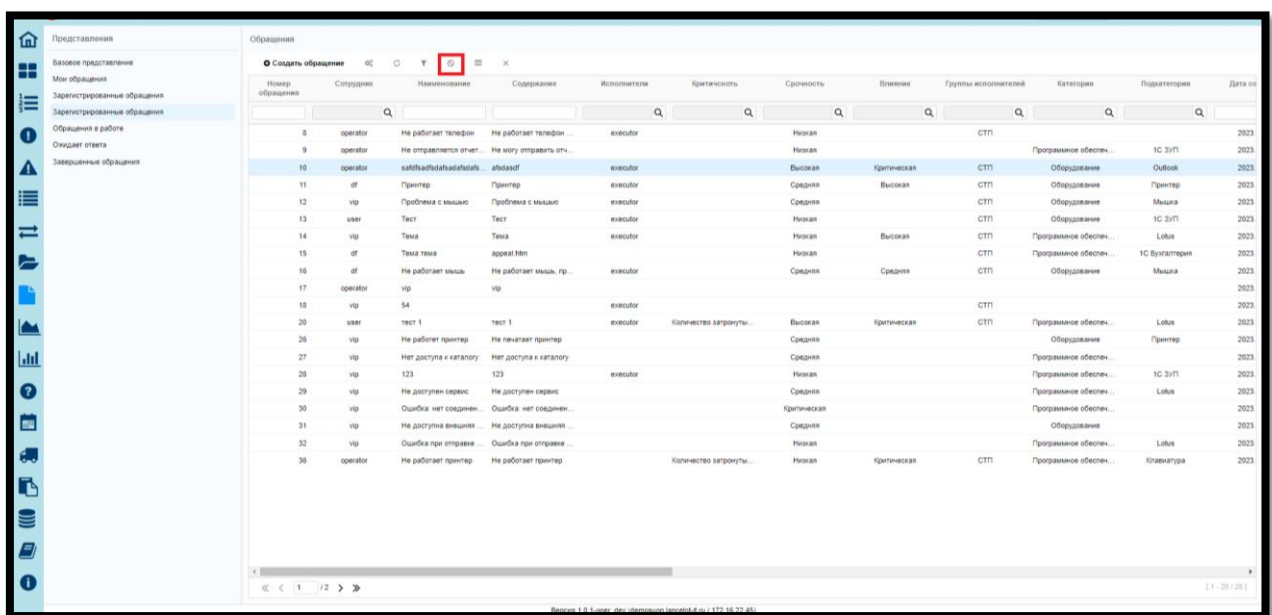 Представления
Базовое представление
Мои обращения
Зарегистрированные обращения
Зарегистрированные обращения
Обращения в работе
Ожидает ответа
Завершенные обращения
Обращения
Создать обращение
Номер обращения Сотрудник Наименование Содержание Исполнители Критичсноть Срочность Влияние Группы исполнителей Категория Подкатегория Дата со
8 operator Не работает телефон Не работает телефон ... executor Низкая СТП 2023.
9 operator Не отправляется отчет... Не могу отправить отч... Низкая Программное обеспеч... 1С ЗУП 2023.
10 operator afsdasdf executor Высокая Критическая СТП Оборудование Outlook 2023.
11 df Принтер Принтер executor Средняя Высокая СТП Оборудование Принтер 2023.
12 vip Проблема с мышью Проблема с мышью executor Средняя СТП Оборудование Мышка 2023.
13 user Тест Тест executor Низкая СТП Оборудование 1С ЗУП 2023.
14 vip Тема Тема executor Низкая Высокая СТП Программное обеспеч... Lotus 2023.
15 df Тема тема appeal.htm Низкая СТП Программное обеспеч... 1С Бухгалтерия 2023.
16 df Не работает мышь Не работает мышь, пр... executor Средняя Средняя СТП Оборудование Мышка 2023.
17 operator vip vip 2023.
18 vip 54 executor СТП 2023.
20 user тест 1 тест 1 executor Количество затронуты... Высокая Критическая СТП Программное обеспеч... Lotus 2023.
26 vip Не работет принтер Не печатает принтер Средняя Оборудование Принтер 2023.
27 vip Нет доступа к каталогу Нет доступа к каталогу Средняя Программное обеспеч... 2023.
28 vip 123 123 executor Низкая Программное обеспеч... 1С ЗУП 2023.
29 vip Не доступен сервис Не доступен сервис Средняя Программное обеспеч... Lotus 2023.
30 vip Ошибка: нет соединен... Ошибка: нет соединен... Критическая Программное обеспеч... 2023.
31 vip Не доступна внешняя ... Не доступна внешняя ... Средняя Оборудование 2023.
32 vip Ошибка при отправке ... Ошибка при отправке ... Низкая Программное обеспеч... Lotus 2023.
36 operator Не работает принтер Не работает принтер Количество затронуты... Низкая Критическая СТП Программное обеспеч... Клавиатура 2023.
1 /2
[ 1 - 20 / 28 ]